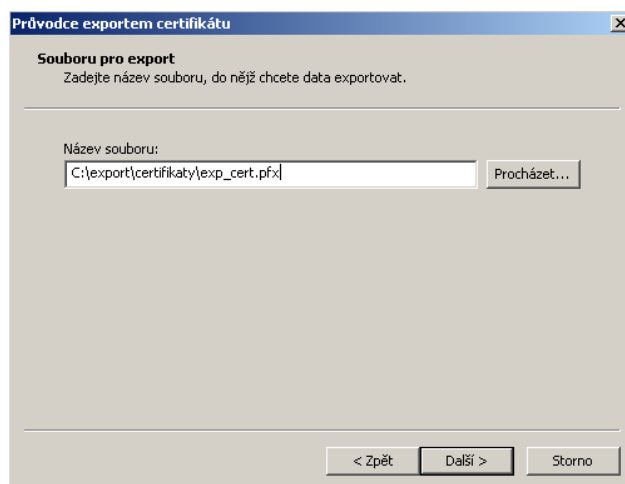 Průvodce exportem certifikátu
Souboru pro export
Zadejte název souboru, do nějž chcete data exportovat.
Název souboru:
C:\export\certifikaty\exp_cert.pfx
Procházet...
< Zpět
Další >
Storno